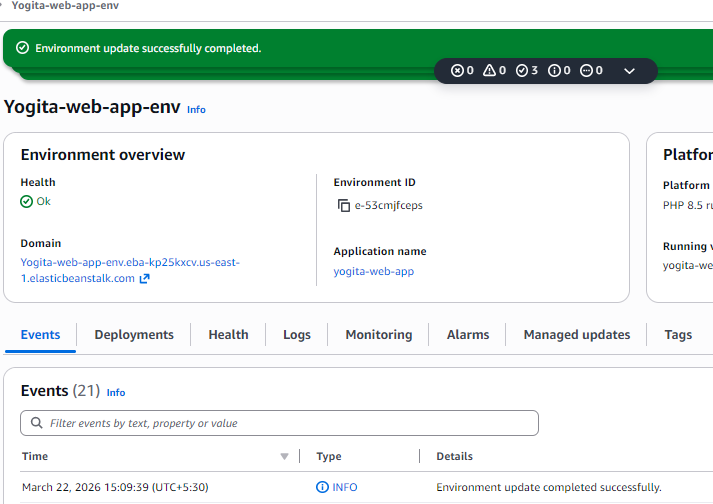 Yogita-web-app-env
Environment update successfully completed.
0 0 3 0 0
Yogita-web-app-env Info
Environment overview
Health
Ok
Environment ID
e-53cmjfceps
Domain
Yogita-web-app-env.eba-kp25kxcv.us-east-
1.elasticbeanstalk.com
Application name
yogita-web-app
Platfor
Platform
PHP 8.5 ru
Running v
yogita-we
Events Deployments Health Logs Monitoring Alarms Managed updates Tags
Events (21) Info
Filter events by text, property or value
Time Type Details
March 22, 2026 15:09:39 (UTC+5:30) INFO Environment update completed successfully.